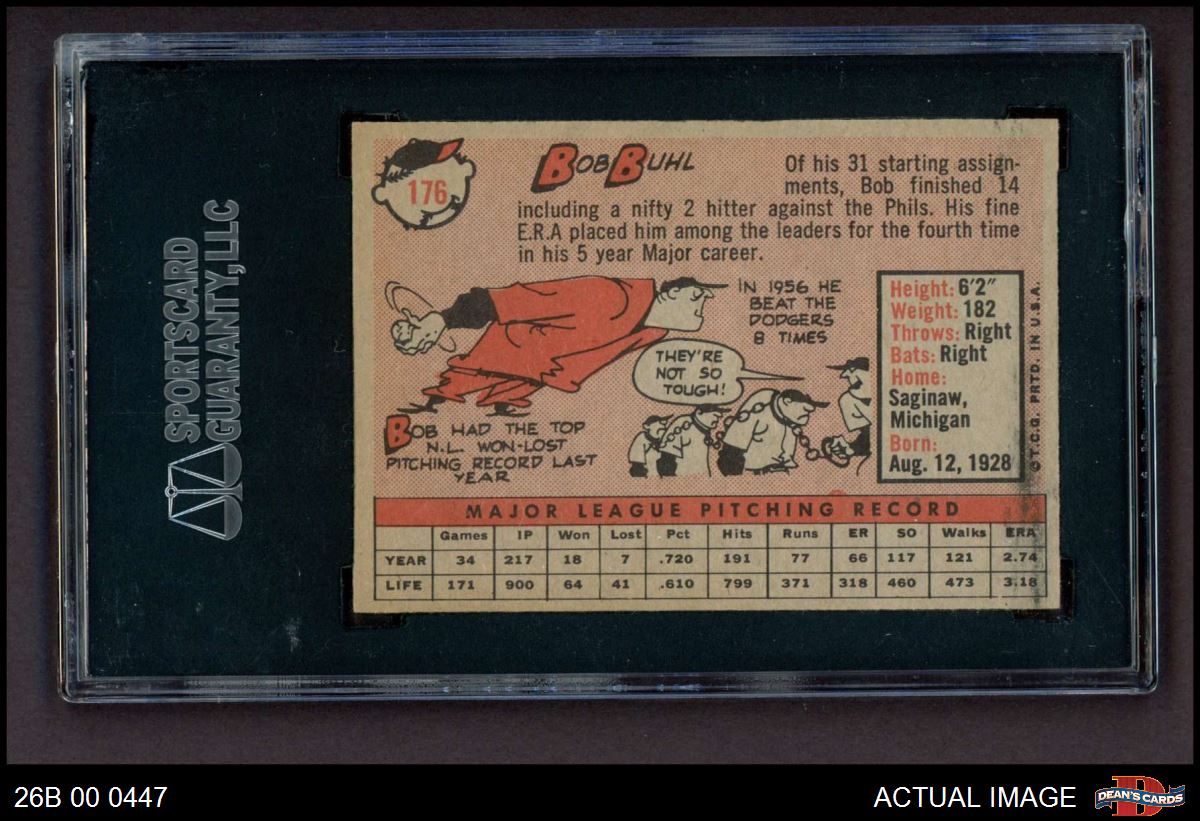 SPORTSCARD
GUARANTY,LLC
176
BOB BUHL
Of his 31 starting assign-
ments, Bob finished 14
including a nifty 2 hitter against the Phils. His fine
E.R.A placed him among the leaders for the fourth time
in his 5 year Major career.
IN 1956 HE
BEAT THE
DODGERS
8 TIMES
THEY'RE
NOT SO
TOUGH!
BOB HAD THE TOP
N.L. WON-LOST
PITCHING RECORD LAST
YEAR
Height: 6'2"
Weight: 182
Throws: Right
Bats: Right
Home:
Saginaw,
Michigan
Born:
Aug. 12, 1928
©T.C.G. PRTD. IN U.S.A.
MAJOR LEAGUE PITCHING RECORD
Games IP Won Lost Pct Hits Runs ER SO Walks ERA
YEAR 34 217 18 7 .720 191 77 66 117 121 2.74
LIFE 171 900 64 41 .610 799 371 318 460 473 3.18
26B 00 0447
ACTUAL IMAGE
DEAN'S CARDS